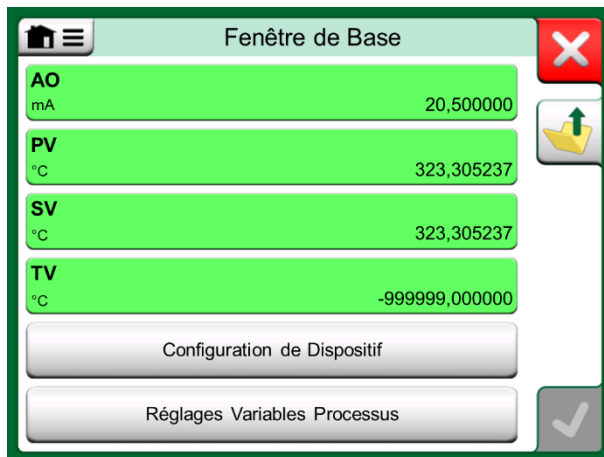 Fenêtre de Base
AO
mA 20,500000
PV
°C 323,305237
SV
°C 323,305237
TV
°C -999999,000000
Configuration de Dispositif
Réglages Variables Processus